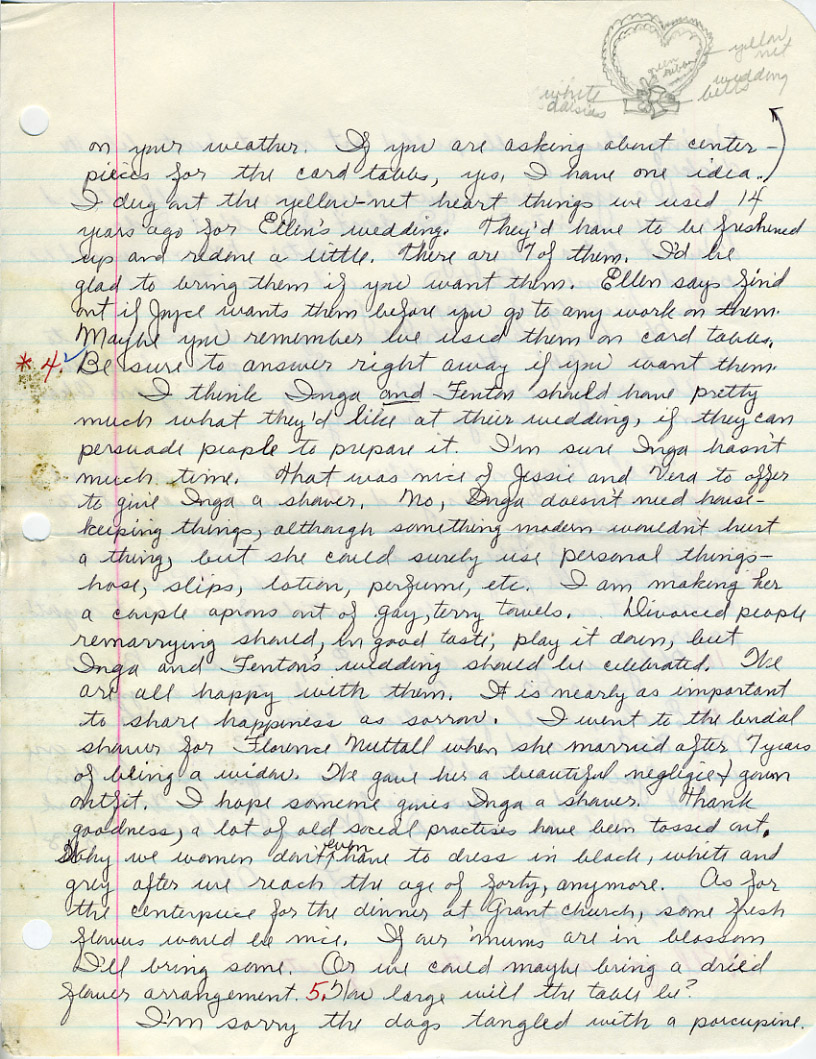 yellow
net
green
ribbon
wedding
bells
white
daisies
on your weather. If you are asking about center-
pieces for the card tables, yes, I have one idea.
I dug out the yellow-net heart things we used 14
years ago for Ellen's wedding. They'd have to be freshened
up and redone a little. There are 7 of them. I'd be
glad to bring them if you want them. Ellen says find
out if Joyce wants them before you go to any work on them.
Maybe you remember we used them on card tables.
* 4. ✓ Be sure to answer right away if you want them.
I think Inga and Fenton should have pretty
much what they'd like at their wedding, if they can
persuade people to prepare it. I'm sure Inga hasn't
much time. That was nice of Jessie and Vera to offer
to give Inga a shower. No, Inga doesn't need house-
keeping things, although something modern wouldn't hurt
a thing, but she could surely use personal things-
hose, slips, lotion, perfume, etc. I am making her
a couple aprons out of gay, terry towels. Divorced people
remarrying should, in good taste, play it down, but
Inga and Fenton's wedding should be celebrated. We
are all happy with them. It is nearly as important
to share happiness as sorrow. I went to the bridal
shower for Florence Nuttall when she married after 7 years
of being a widow. We gave her a beautiful negligie & gown
outfit. I hope someone gives Inga a shower. Thank
goodness, a lot of old social practises have been tossed out.
Why we women don't even have to dress in black, white and
grey after we reach the age of forty, anymore. As for
the centerpiece for the dinner at Grant church, some fresh
flowers would be nice. If our 'mums are in blossom
I'll bring some. Or we could maybe bring a dried
flower arrangement. 5. How large will the table be?
I'm sorry the dogs tangled with a porcupine.